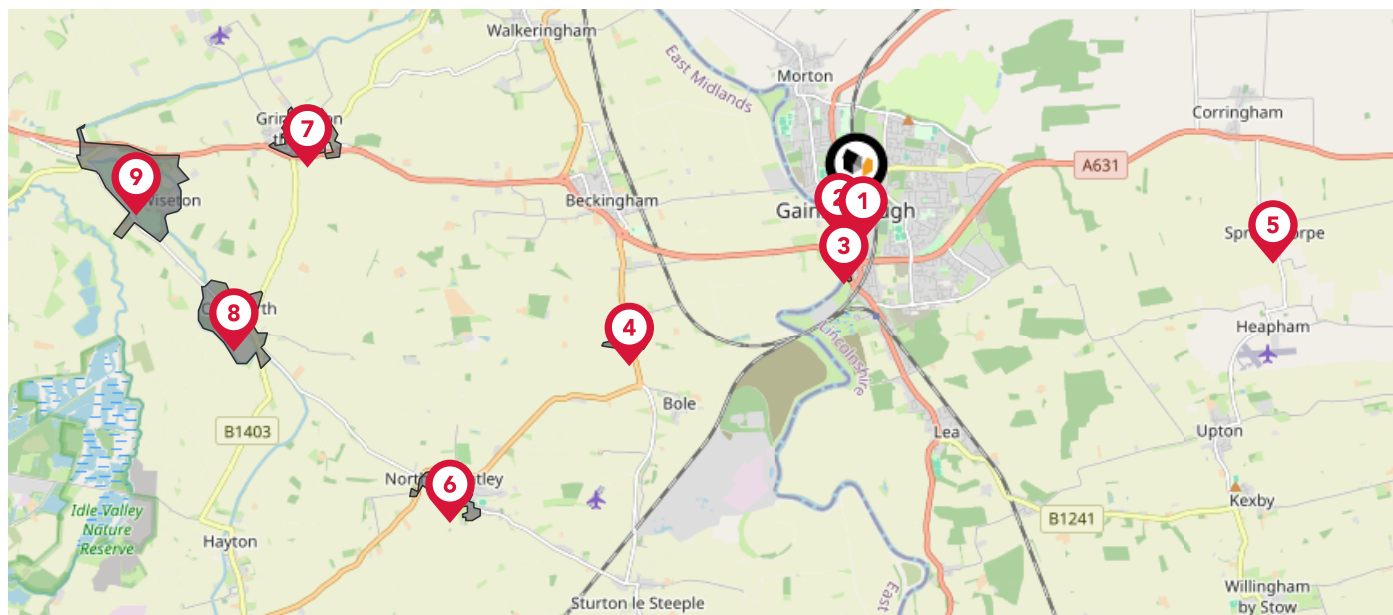 Walkeringham
East Midlands
Morton
Corringham
A631
7
9
2
1
5
Beckingham
3
8
4
Lincolnshire
Heapham
Bole
B1403
Lea
Upton
6
Kexby
Idle Valley
Nature
Reserve
B1241
Hayton
Willingham
by Stow
Sturton le Steeple
East